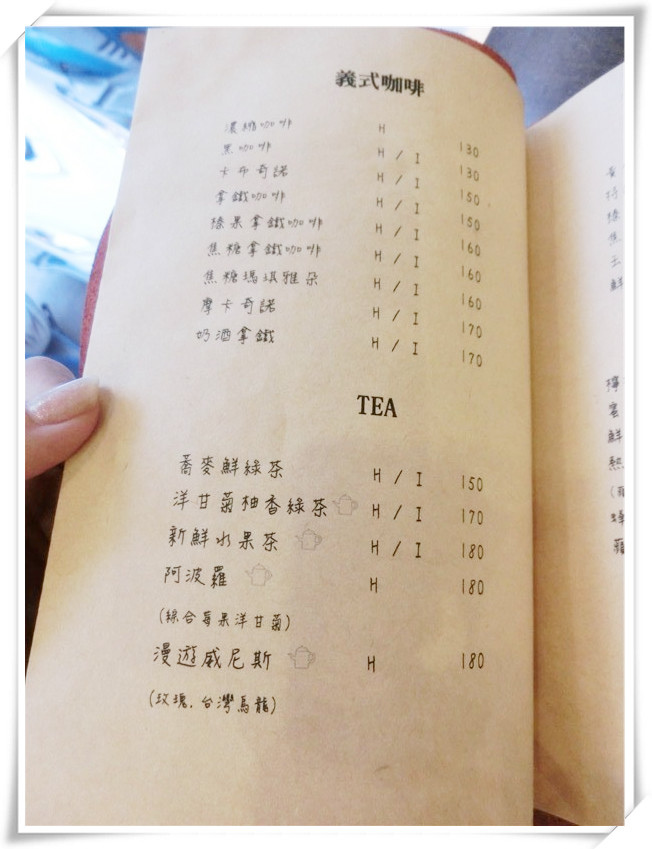 義式咖啡
濃縮咖啡 H 130
黑咖啡 H / I 130
卡布奇諾 H / I 150
拿鐵咖啡 H / I 150
榛果拿鐵咖啡 H / I 160
焦糖拿鐵咖啡 H / I 160
焦糖瑪琪雅朵 H / I 160
摩卡奇諾 H / I 170
奶酒拿鐵 H / I 170
TEA
蕎麥鮮綠茶 H / I 150
洋甘菊柚香綠茶 H / I 170
新鮮水果茶 H / I 180
阿波羅 H 180
(綜合莓果洋甘菊)
漫遊威尼斯 H 180
(玫瑰.台灣烏龍)